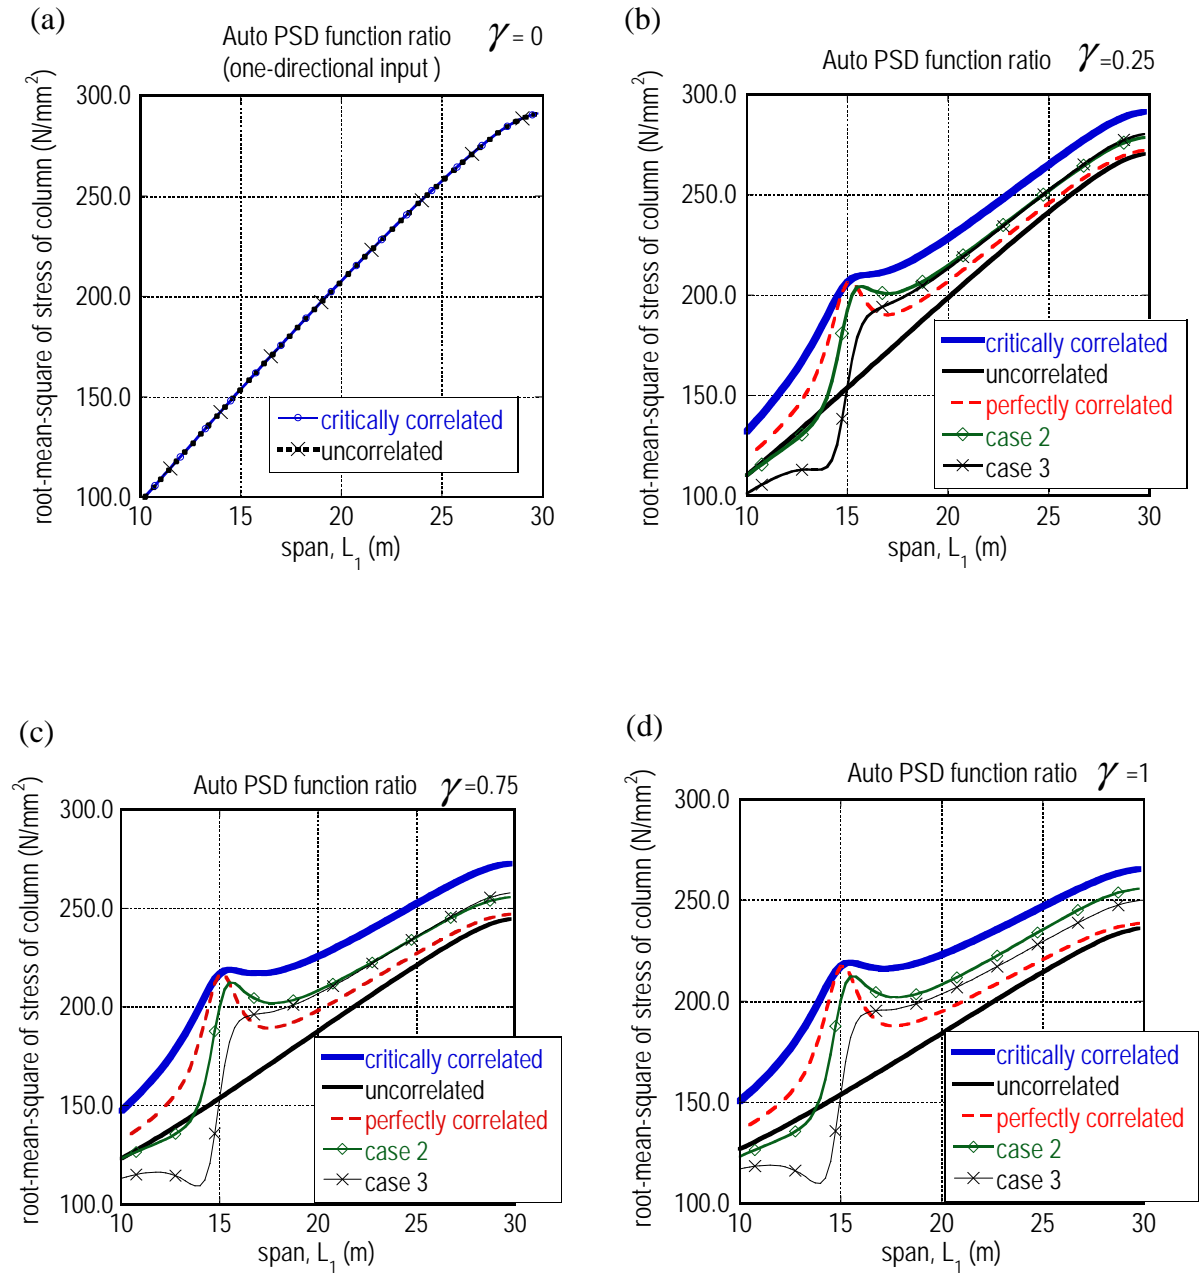 (a)
Auto PSD function ratio γ = 0
(one-directional input )
root-mean-square of stress of column (N/mm²)
300.0
250.0
200.0
150.0
100.0
critically correlated
uncorrelated
10 15 20 25 30
span, L₁ (m)
(b)
Auto PSD function ratio γ =0.25
root-mean-square of stress of column (N/mm²)
300.0
250.0
200.0
150.0
100.0
critically correlated
uncorrelated
perfectly correlated
case 2
case 3
10 15 20 25 30
span, L₁ (m)
(c)
Auto PSD function ratio γ =0.75
root-mean-square of stress of column (N/mm²)
300.0
250.0
200.0
150.0
100.0
critically correlated
uncorrelated
perfectly correlated
case 2
case 3
10 15 20 25 30
span, L₁ (m)
(d)
Auto PSD function ratio γ =1
root-mean-square of stress of column (N/mm²)
300.0
250.0
200.0
150.0
100.0
critically correlated
uncorrelated
perfectly correlated
case 2
case 3
10 15 20 25 30
span, L₁ (m)